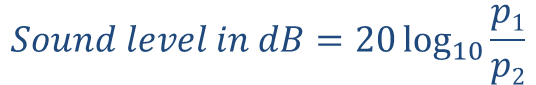 Sound level in dB = 20 log₁₀ p₁/p₂